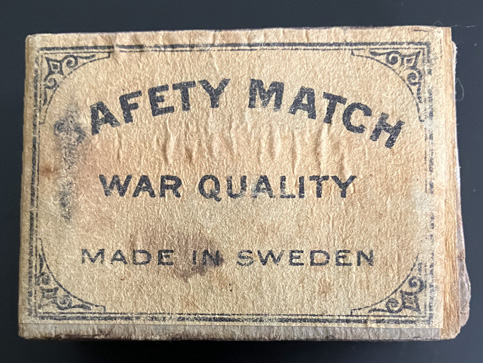 SAFETY MATCH
WAR QUALITY
MADE IN SWEDEN